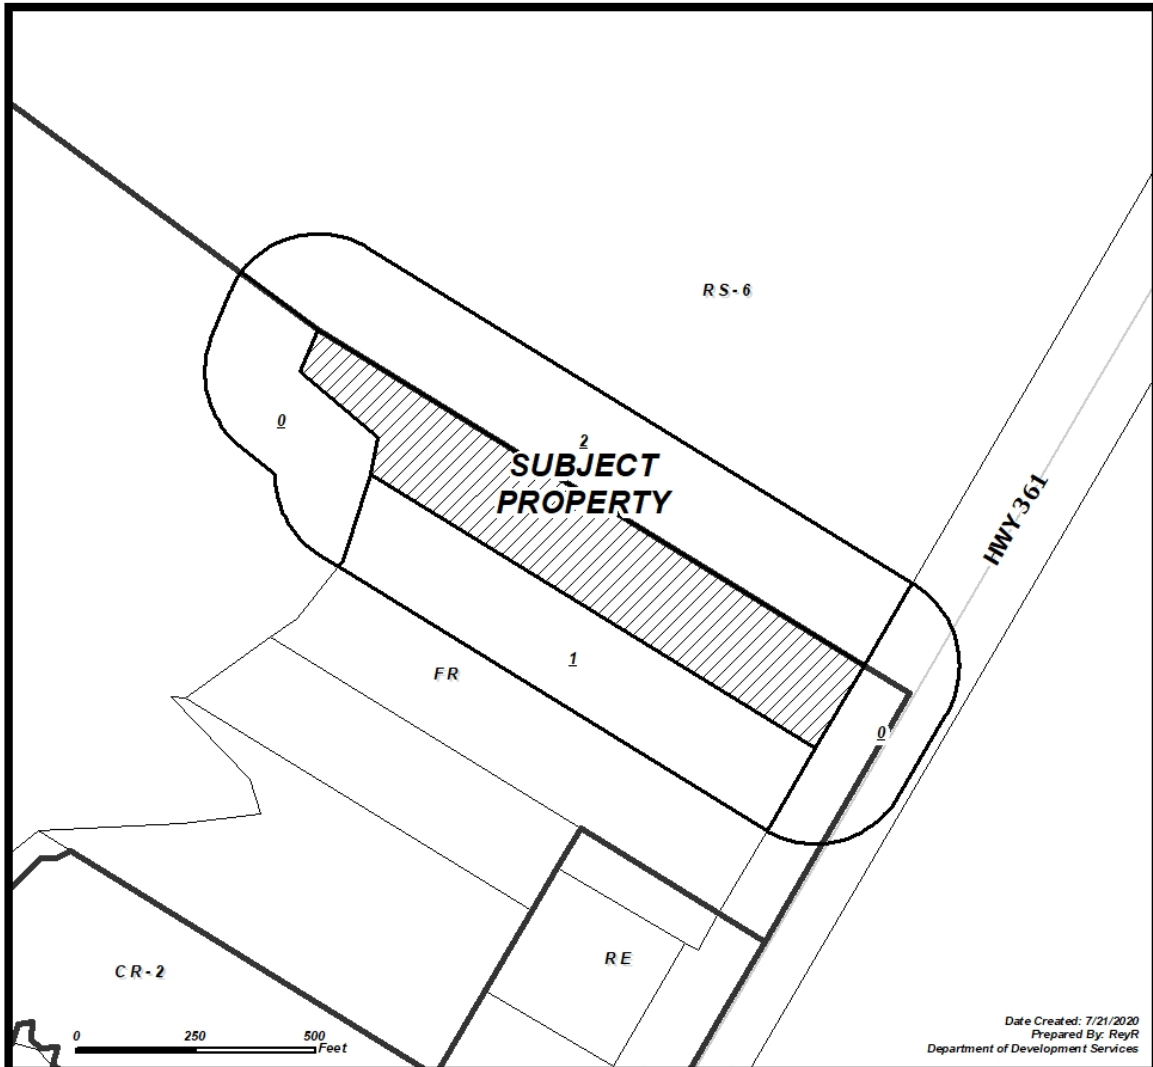 RS-6
0
2
SUBJECT
PROPERTY
HWY 361
1
FR
0
RE
CR-2
0 250 500
Feet
Date Created: 7/21/2020
Prepared By: ReyR
Department of Development Services